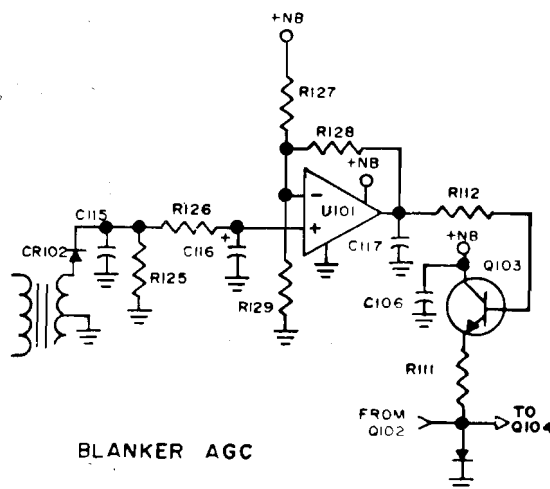 +NB
R127
R128
+NB
U101
−
+
R112
C115
R126
+
C116
C117
+NB
Q103
CR102
R125
R129
C106
R111
FROM
Q102
TO
Q104
BLANKER AGC